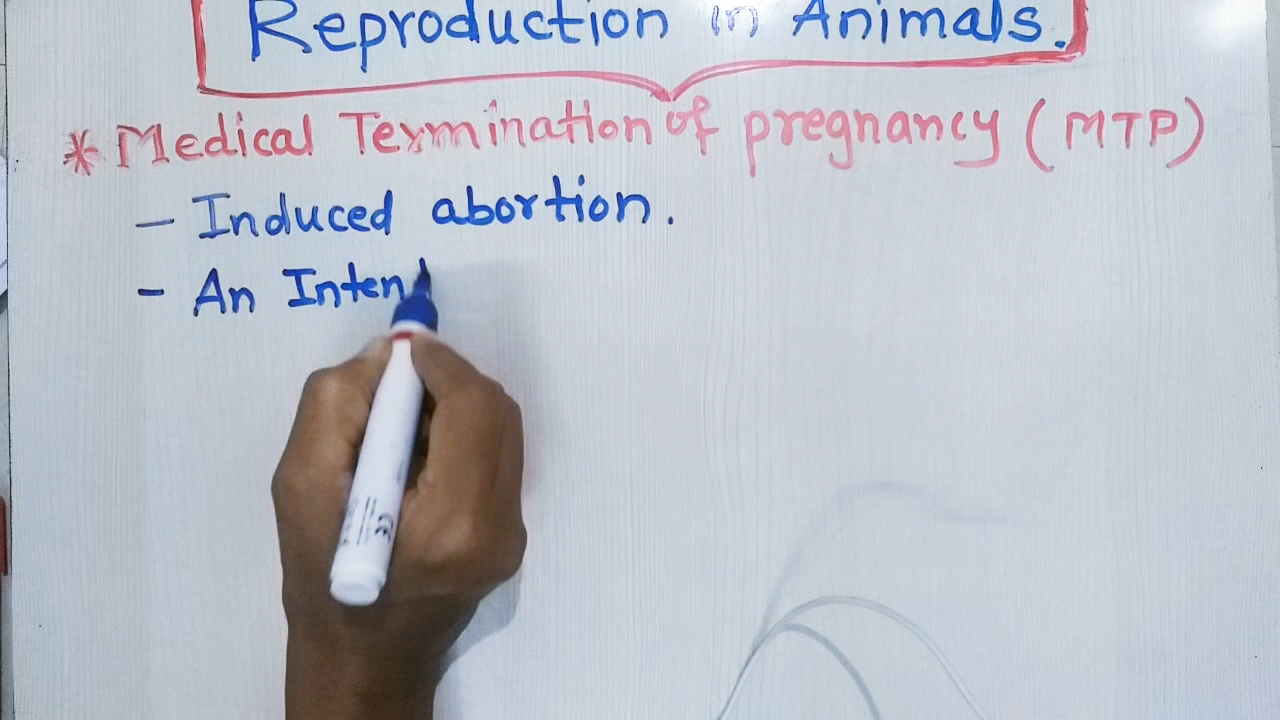 Reproduction in Animals.
* Medical Termination of pregnancy (MTP)
- Induced abortion.
- An Inten